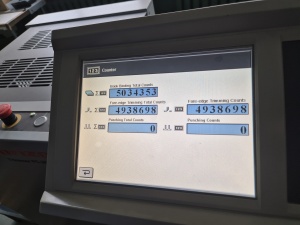 123 Counter
Book Binding Total Counts
5034353
Fore-edge Trimming Total Counts Fore-edge Trimming Counts
4938698 4938698
Punching Total Counts Punching Counts
0 0